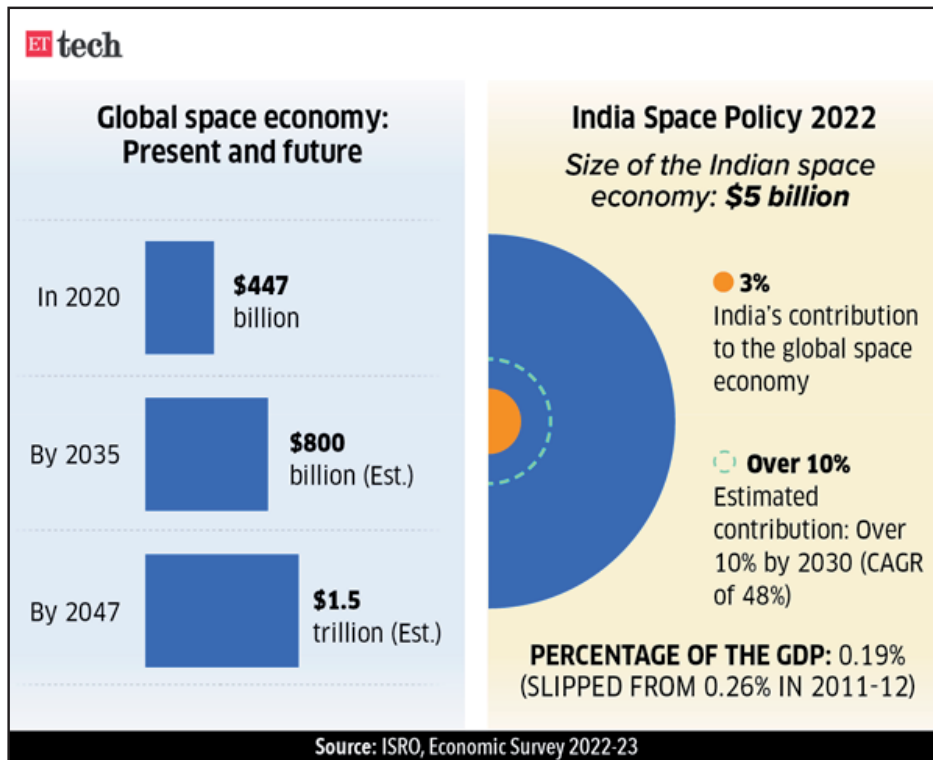 ET tech
Global space economy:
Present and future
In 2020
$447
billion
By 2035
$800
billion (Est.)
By 2047
$1.5
trillion (Est.)
India Space Policy 2022
Size of the Indian space
economy: $5 billion
3%
India's contribution
to the global space
economy
Over 10%
Estimated
contribution: Over
10% by 2030 (CAGR
of 48%)
PERCENTAGE OF THE GDP: 0.19%
(SLIPPED FROM 0.26% IN 2011-12)
Source: ISRO, Economic Survey 2022-23